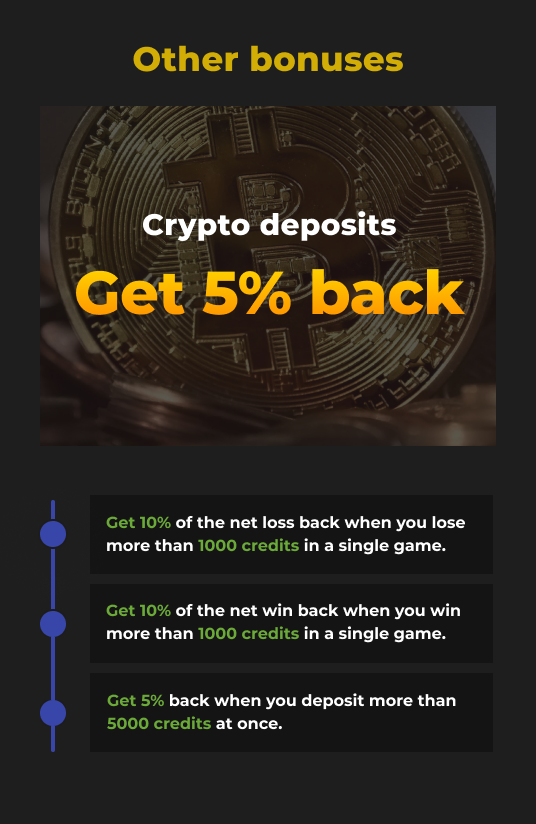 Other bonuses
Crypto deposits
Get 5% back
Get 10% of the net loss back when you lose
more than 1000 credits in a single game.
Get 10% of the net win back when you win
more than 1000 credits in a single game.
Get 5% back when you deposit more than
5000 credits at once.